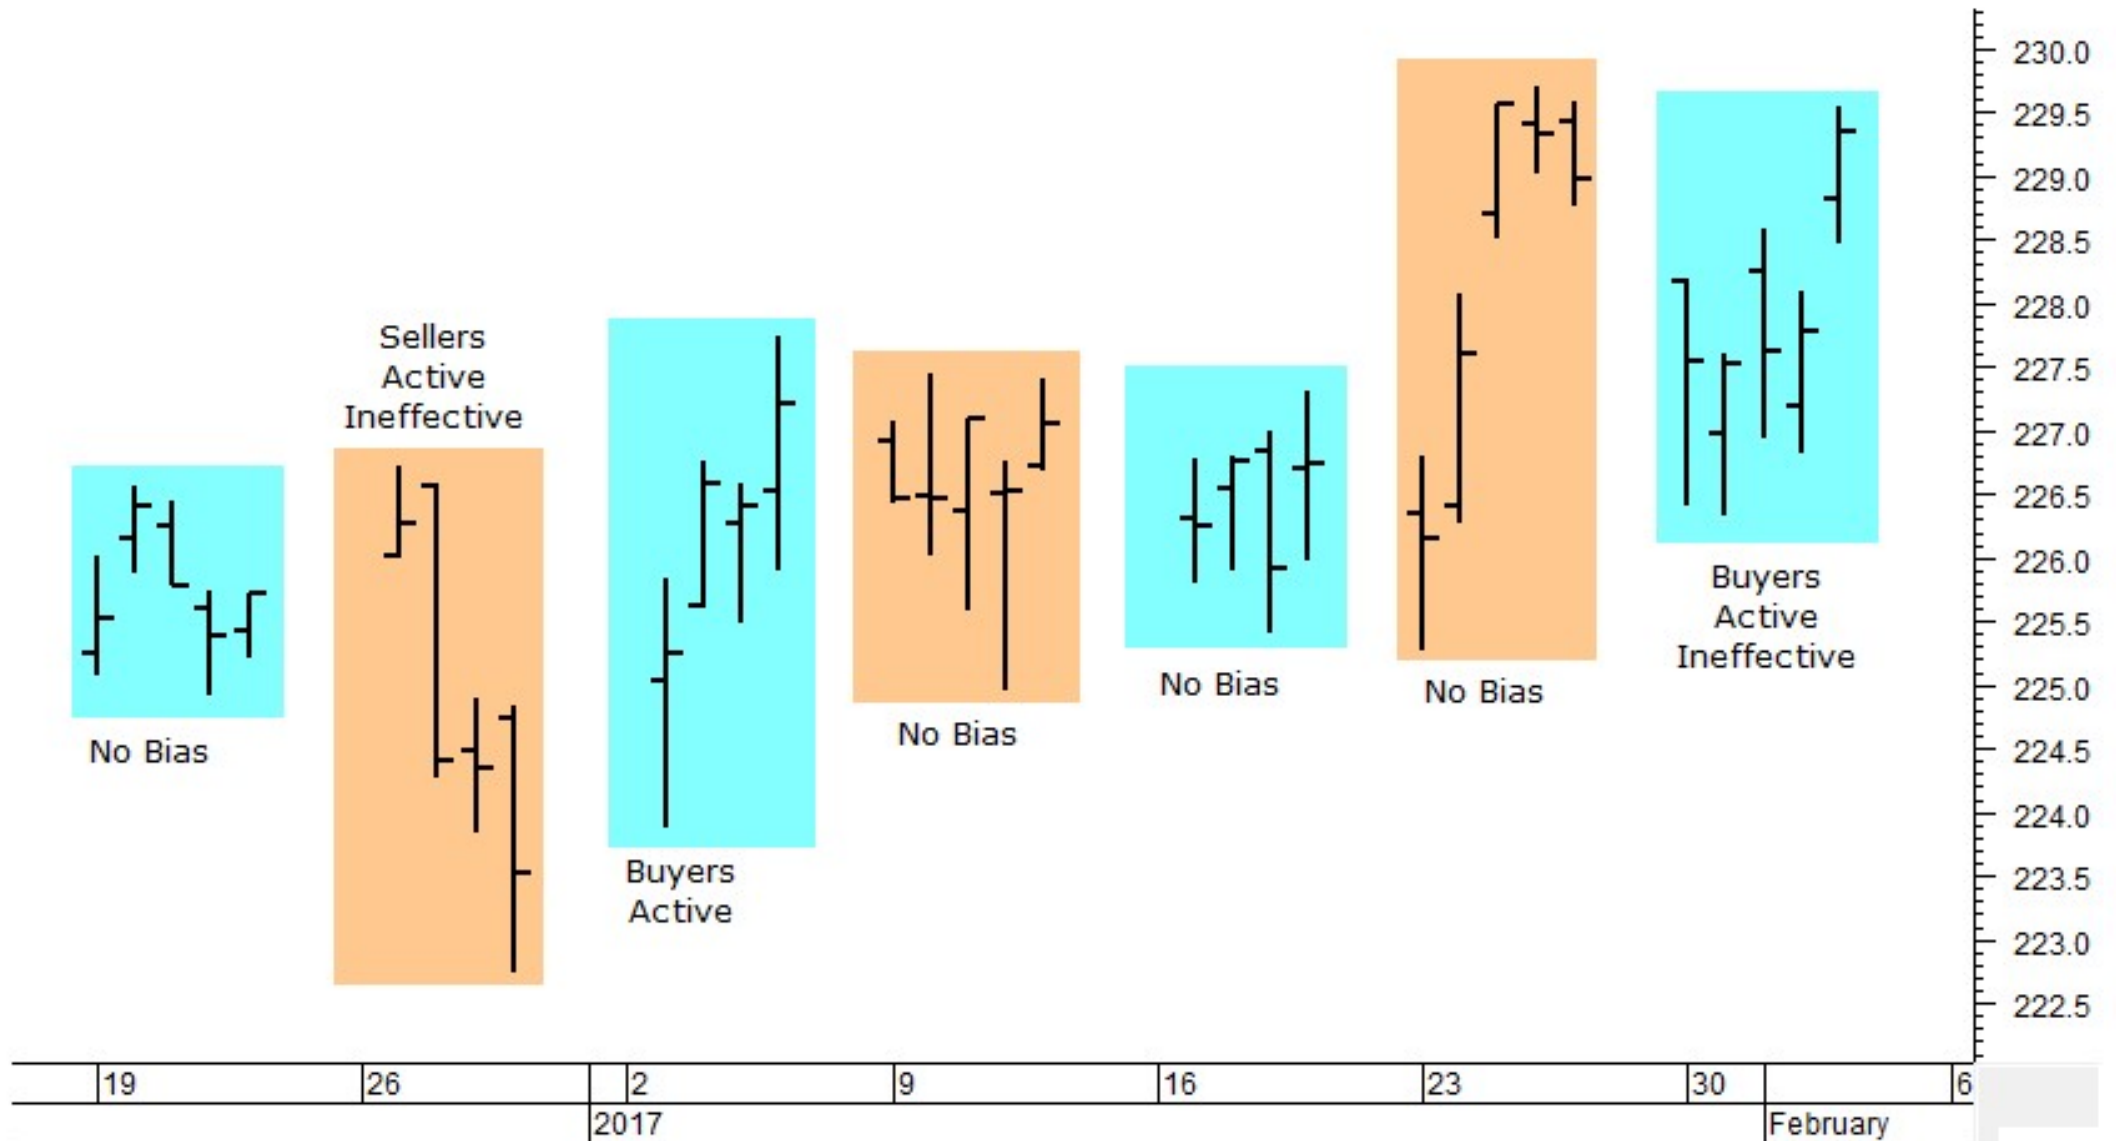 230.0
229.5
229.0
228.5
228.0
227.5
227.0
226.5
226.0
225.5
225.0
224.5
224.0
223.5
223.0
222.5
Sellers
Active
Ineffective
No Bias
Buyers
Active
No Bias
No Bias
No Bias
Buyers
Active
Ineffective
19 26 2 9 16 23 30 6
2017 February